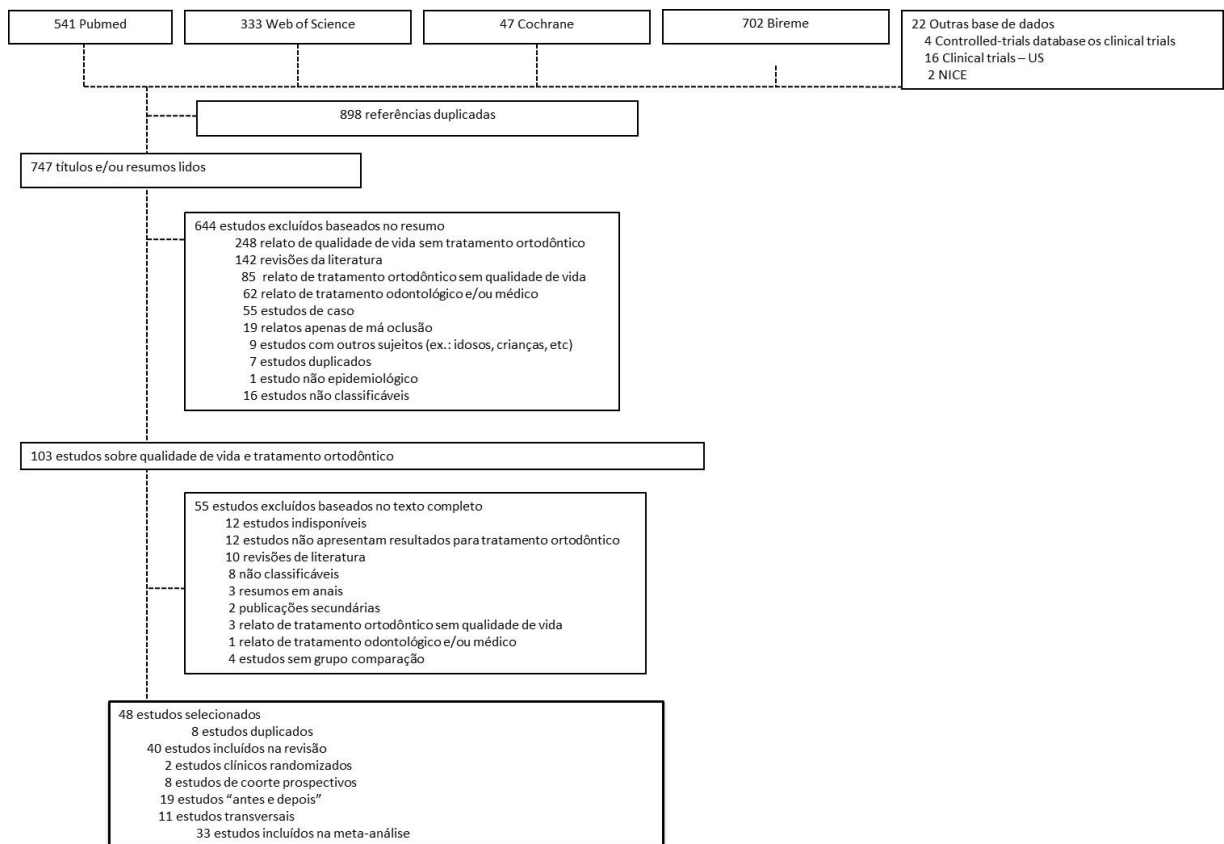 541 Pubmed
333 Web of Science
47 Cochrane
702 Bireme
22 Outras base de dados
4 Controlled-trials database os clinical trials
16 Clinical trials – US
2 NICE
898 referências duplicadas
747 títulos e/ou resumos lidos
644 estudos excluídos baseados no resumo
248 relato de qualidade de vida sem tratamento ortodôntico
142 revisões da literatura
85 relato de tratamento ortodôntico sem qualidade de vida
62 relato de tratamento odontológico e/ou médico
55 estudos de caso
19 relatos apenas de má oclusão
9 estudos com outros sujeitos (ex.: idosos, crianças, etc)
7 estudos duplicados
1 estudo não epidemiológico
16 estudos não classificáveis
103 estudos sobre qualidade de vida e tratamento ortodôntico
55 estudos excluídos baseados no texto completo
12 estudos indisponíveis
12 estudos não apresentam resultados para tratamento ortodôntico
10 revisões de literatura
8 não classificáveis
3 resumos em anais
2 publicações secundárias
3 relato de tratamento ortodôntico sem qualidade de vida
1 relato de tratamento odontológico e/ou médico
4 estudos sem grupo comparação
48 estudos selecionados
8 estudos duplicados
40 estudos incluídos na revisão
2 estudos clínicos randomizados
8 estudos de coorte prospectivos
19 estudos “antes e depois”
11 estudos transversais
33 estudos incluídos na meta-análise